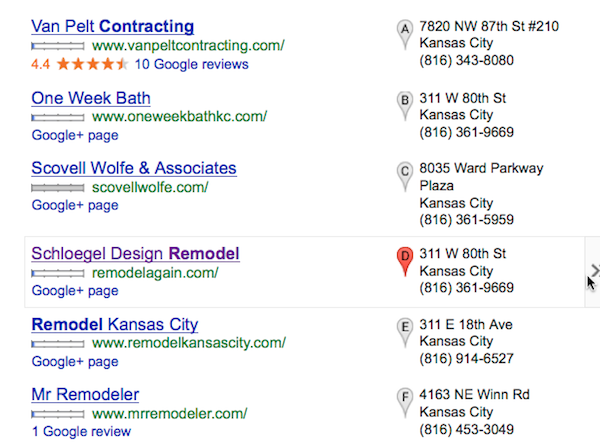 Van Pelt Contracting
www.vanpeltcontracting.com/
4.4 10 Google reviews
A
7820 NW 87th St #210
Kansas City
(816) 343-8080
One Week Bath
www.oneweekbathkc.com/
Google+ page
B
311 W 80th St
Kansas City
(816) 361-9669
Scovell Wolfe & Associates
scovellwolfe.com/
Google+ page
C
8035 Ward Parkway
Plaza
Kansas City
(816) 361-5959
Schloegel Design Remodel
remodelagain.com/
Google+ page
D
311 W 80th St
Kansas City
(816) 361-9669
Remodel Kansas City
www.remodelkansascity.com/
Google+ page
E
311 E 18th Ave
Kansas City
(816) 914-6527
Mr Remodeler
www.mrremodeler.com/
1 Google review
F
4163 NE Winn Rd
Kansas City
(816) 453-3049